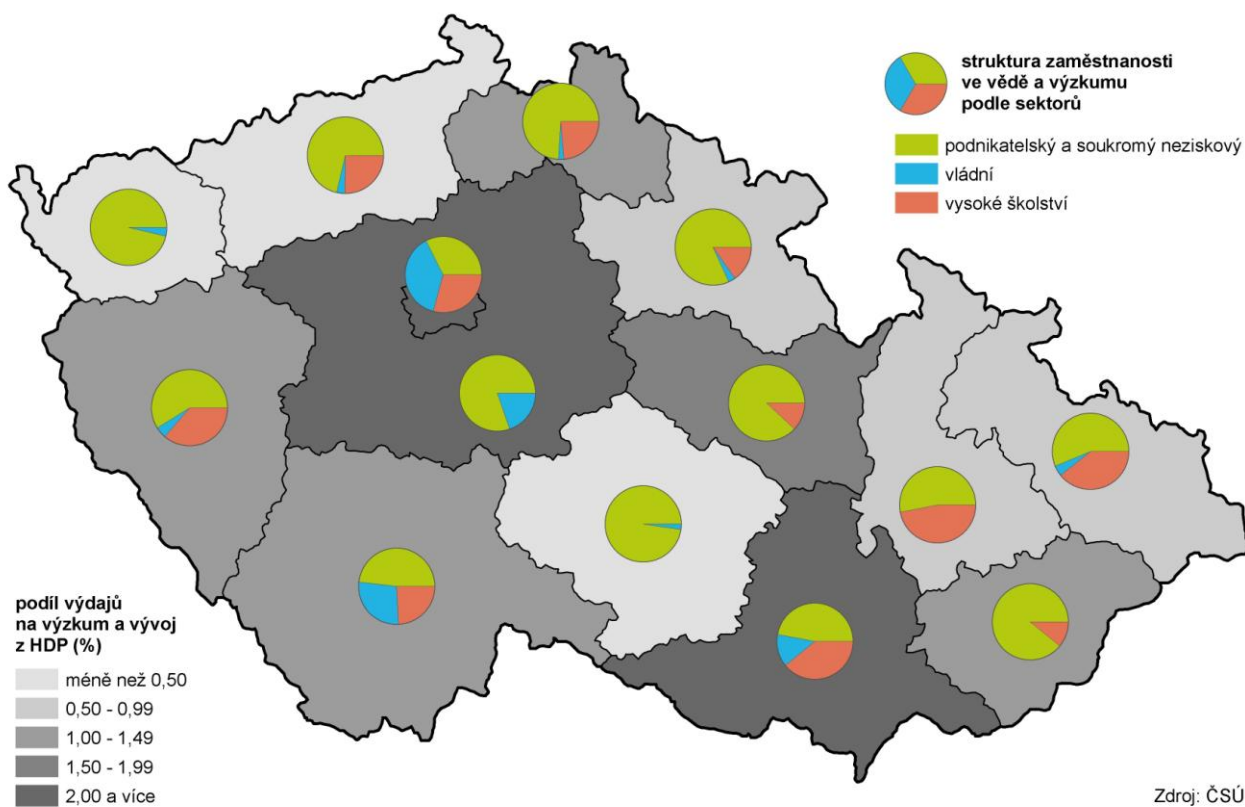 struktura zaměstnanosti
ve vědě a výzkumu
podle sektorů
podnikatelský a soukromý neziskový
vládní
vysoké školství
podíl výdajů
na výzkum a vývoj
z HDP (%)
méně než 0,50
0,50 - 0,99
1,00 - 1,49
1,50 - 1,99
2,00 a více
Zdroj: ČSÚ